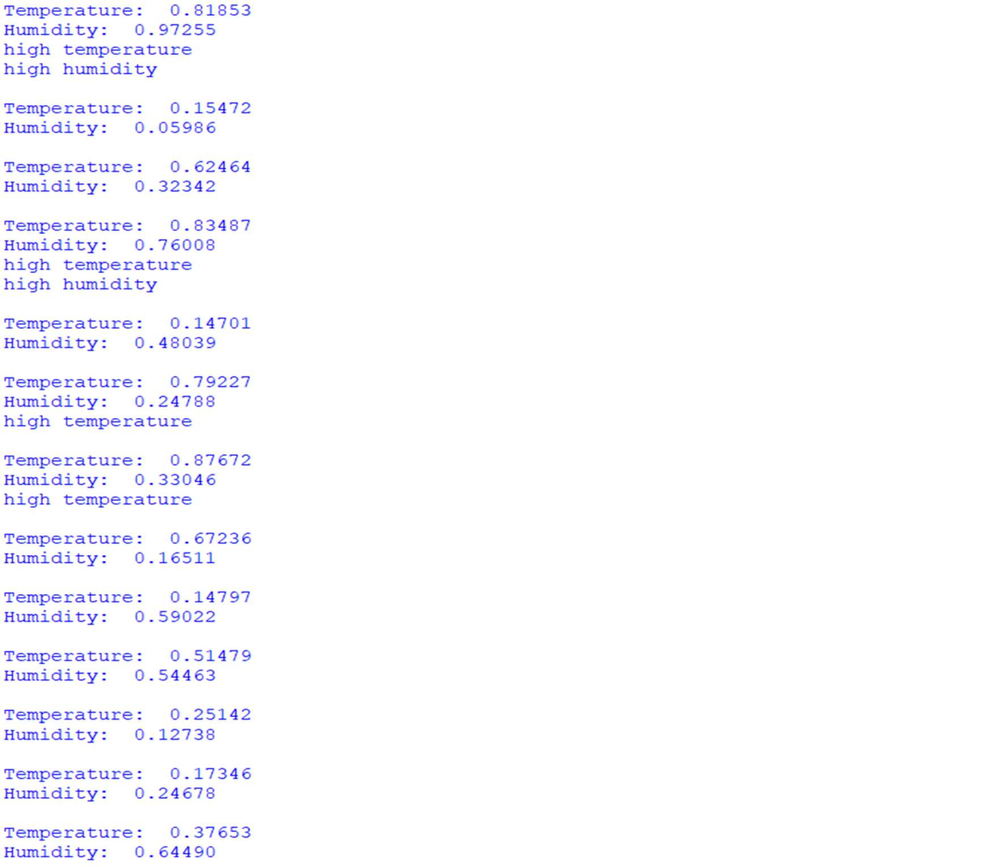 Temperature:  0.81853
Humidity:  0.97255
high temperature
high humidity

Temperature:  0.15472
Humidity:  0.05986

Temperature:  0.62464
Humidity:  0.32342

Temperature:  0.83487
Humidity:  0.76008
high temperature
high humidity

Temperature:  0.14701
Humidity:  0.48039

Temperature:  0.79227
Humidity:  0.24788
high temperature

Temperature:  0.87672
Humidity:  0.33046
high temperature

Temperature:  0.67236
Humidity:  0.16511

Temperature:  0.14797
Humidity:  0.59022

Temperature:  0.51479
Humidity:  0.54463

Temperature:  0.25142
Humidity:  0.12738

Temperature:  0.17346
Humidity:  0.24678

Temperature:  0.37653
Humidity:  0.64490